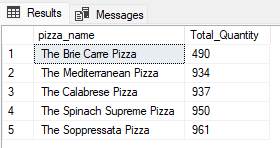 Results Messages
pizza_name Total_Quantity
1 The Brie Carre Pizza 490
2 The Mediterranean Pizza 934
3 The Calabrese Pizza 937
4 The Spinach Supreme Pizza 950
5 The Soppressata Pizza 961